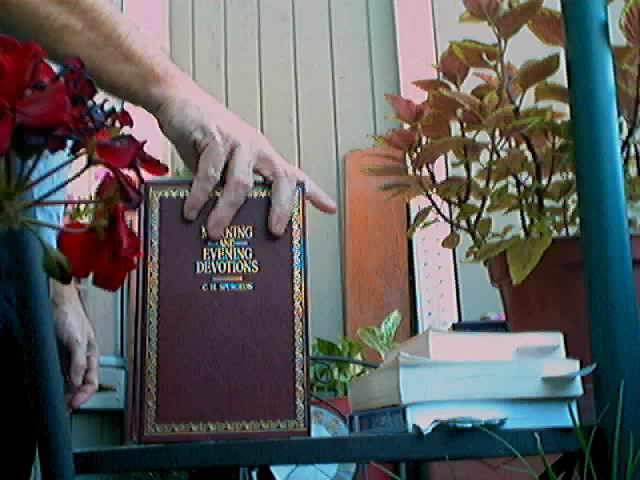 MORNING
AND
EVENING
DEVOTIONS
C. H. SPURGEON